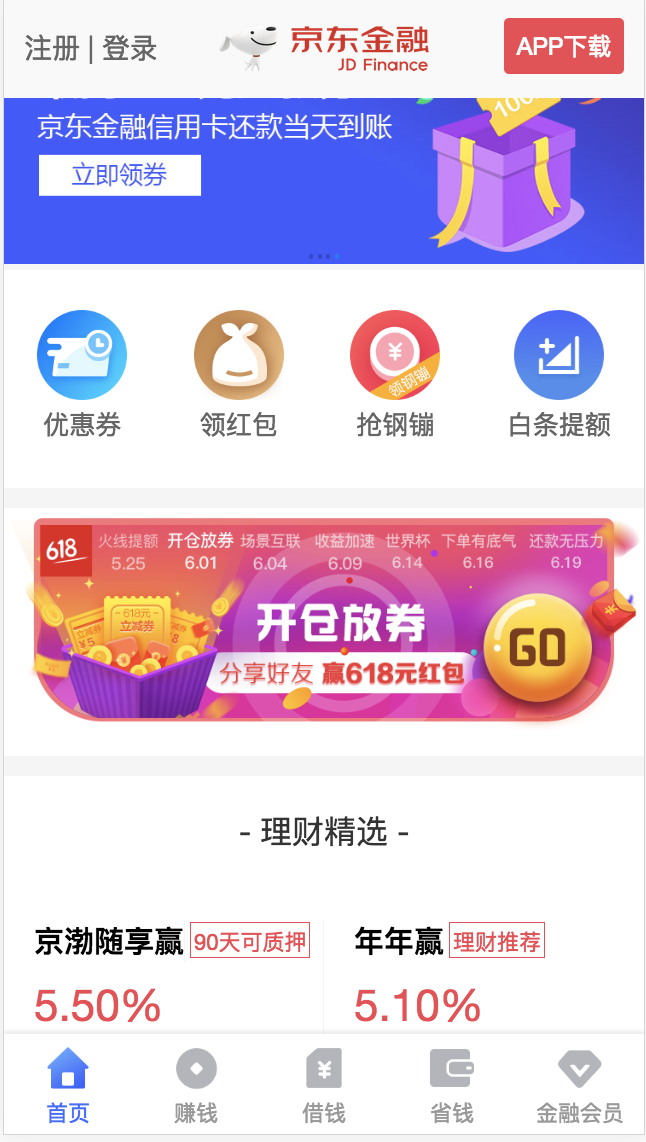 注册 | 登录
京东金融
JD Finance
APP下载
京东金融信用卡还款当天到账
100
立即领券
¥
领钢镚
优惠券
领红包
抢钢镚
白条提额
618
火线提额 开仓放券 场景互联 收益加速 世界杯 下单有底气 还款无压力
5.25 6.01 6.04 6.09 6.14 6.16 6.19
618元
立减券
立减券
¥5
开仓放券
GO
分享好友 赢618元红包
- 理财精选 -
京渤随享赢 90天可质押
年年赢 理财推荐
5.50%
5.10%
¥
首页
赚钱
借钱
省钱
金融会员